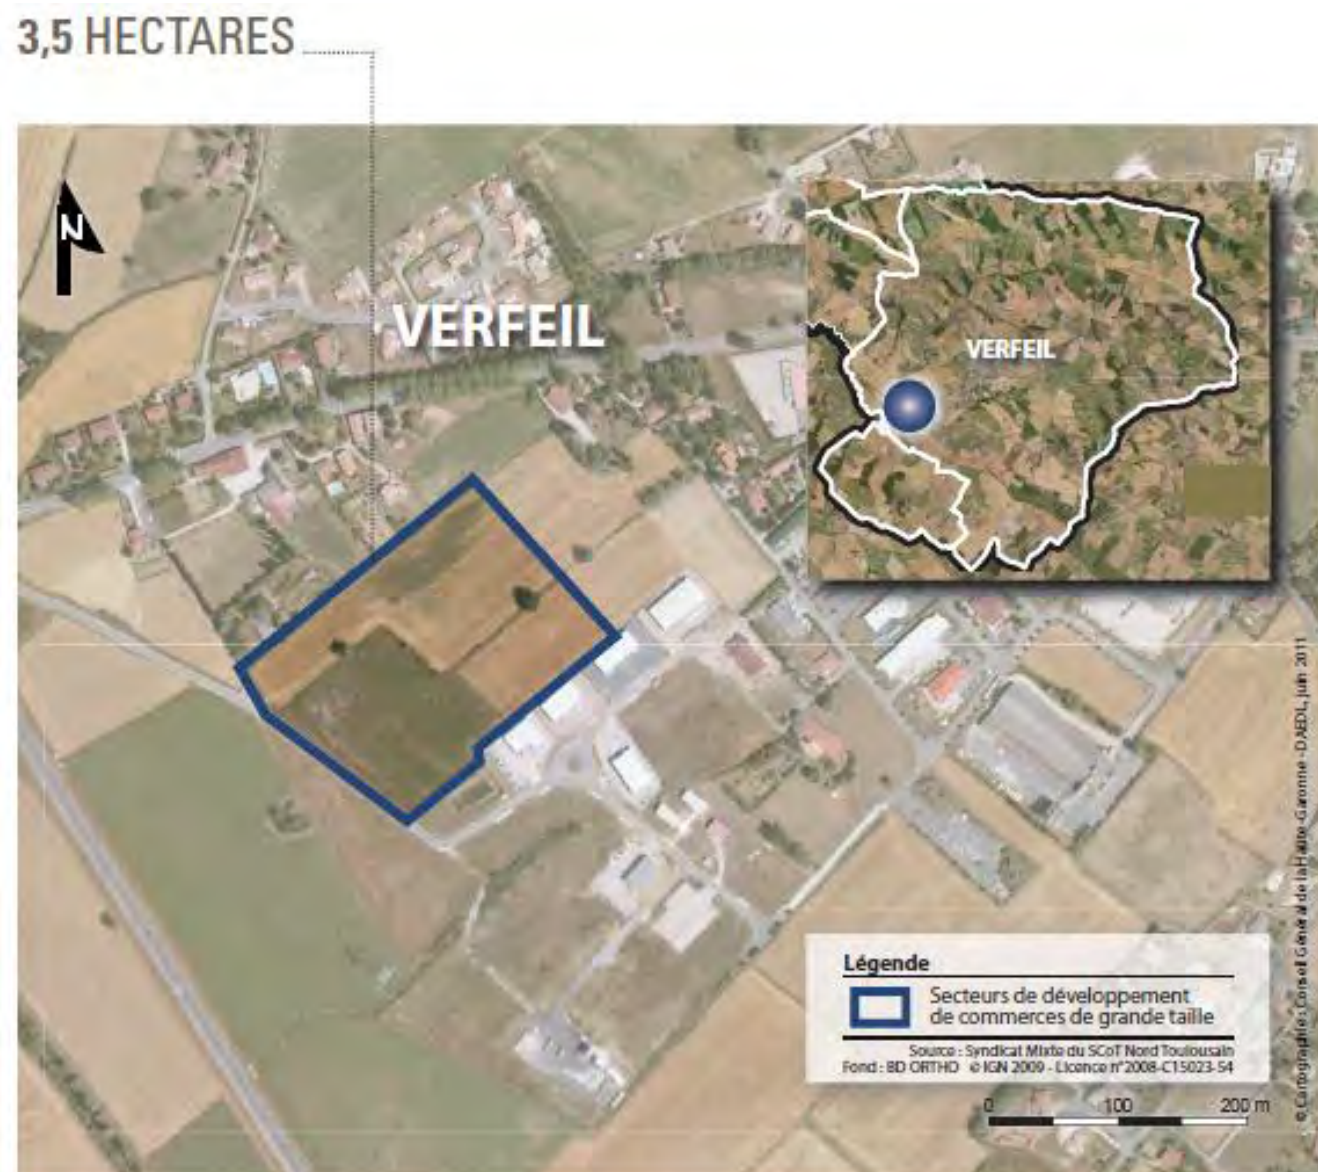 3,5 HECTARES
N
VERFEIL
VERFEIL
Légende
Secteurs de développement
de commerces de grande taille
Source : Syndicat Mixte du SCoT Nord Toulousain
Fond : BD ORTHO © IGN 2009 - Licence n°2008-C15023-54
0 100 200 m
© Cartographie : Conseil Général de la Haute-Garonne - DAEDL, juin 2011